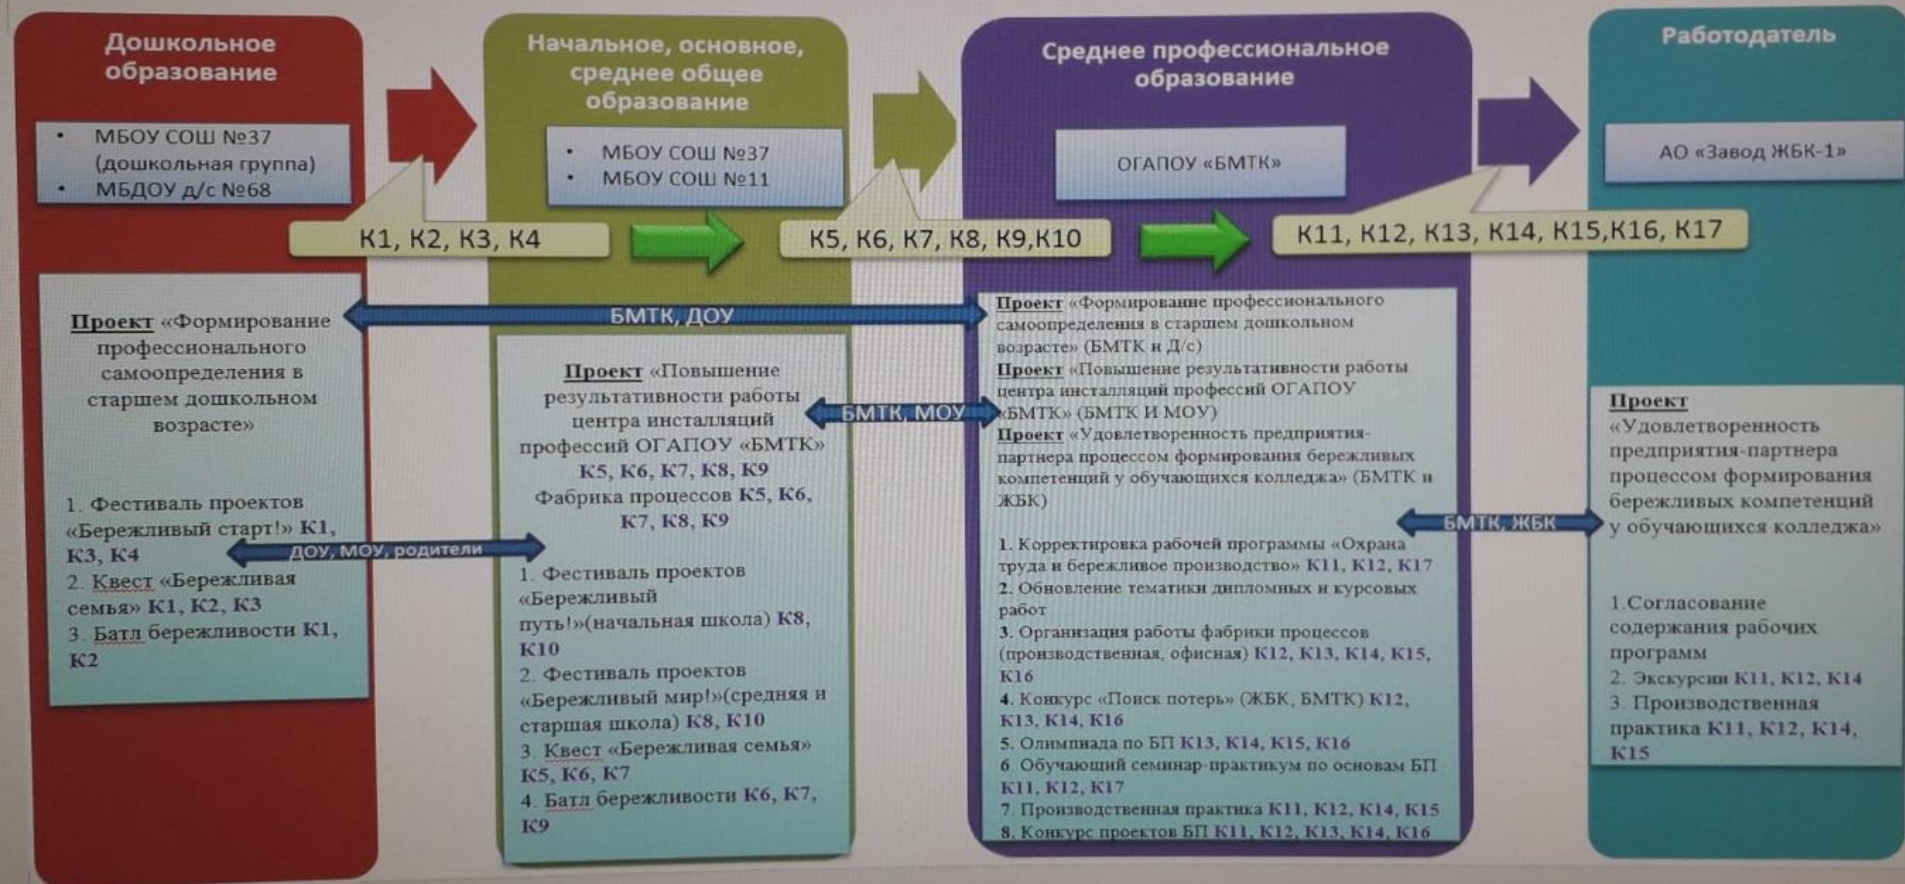 Дошкольное
образование
• МБОУ СОШ №37
(дошкольная группа)
• МБДОУ д/с №68
К1, К2, К3, К4
Проект «Формирование
профессионального
самоопределения в
старшем дошкольном
возрасте»
1. Фестиваль проектов
«Бережливый старт!» К1,
К3, К4
2. Квест «Бережливая
семья» К1, К2, К3
3. Батл бережливости К1,
К2
БМТК, ДОУ
ДОУ, МОУ, родители
Начальное, основное,
среднее общее
образование
• МБОУ СОШ №37
• МБОУ СОШ №11
К5, К6, К7, К8, К9,К10
Проект «Повышение
результативности работы
центра инсталляций
профессий ОГАПОУ «БМТК»
К5, К6, К7, К8, К9
Фабрика процессов К5, К6,
К7, К8, К9
1. Фестиваль проектов
«Бережливый
путь!»(начальная школа) К8,
К10
2. Фестиваль проектов
«Бережливый мир!»(средняя и
старшая школа) К8, К10
3. Квест «Бережливая семья»
К5, К6, К7
4. Батл бережливости К6, К7,
К9
БМТК, МОУ
Среднее профессиональное
образование
ОГАПОУ «БМТК»
К11, К12, К13, К14, К15,К16, К17
Проект «Формирование профессионального
самоопределения в старшем дошкольном
возрасте» (БМТК и Д/с)
Проект «Повышение результативности работы
центра инсталляций профессий ОГАПОУ
«БМТК» (БМТК И МОУ)
Проект «Удовлетворенность предприятия-
партнера процессом формирования бережливых
компетенций у обучающихся колледжа» (БМТК и
ЖБК)
1. Корректировка рабочей программы «Охрана
труда и бережливое производство» К11, К12, К17
2. Обновление тематики дипломных и курсовых
работ
3. Организация работы фабрики процессов
(производственная, офисная) К12, К13, К14, К15,
К16
4. Конкурс «Поиск потерь» (ЖБК, БМТК) К12,
К13, К14, К16
5. Олимпиада по БП К13, К14, К15, К16
6. Обучающий семинар-практикум по основам БП
К11, К12, К17
7. Производственная практика К11, К12, К14, К15
8. Конкурс проектов БП К11, К12, К13, К14, К16
БМТК, ЖБК
Работодатель
АО «Завод ЖБК-1»
Проект
«Удовлетворенность
предприятия-партнера
процессом формирования
бережливых компетенций
у обучающихся колледжа»
1.Согласование
содержания рабочих
программ
2. Экскурсии К11, К12, К14
3. Производственная
практика К11, К12, К14,
К15